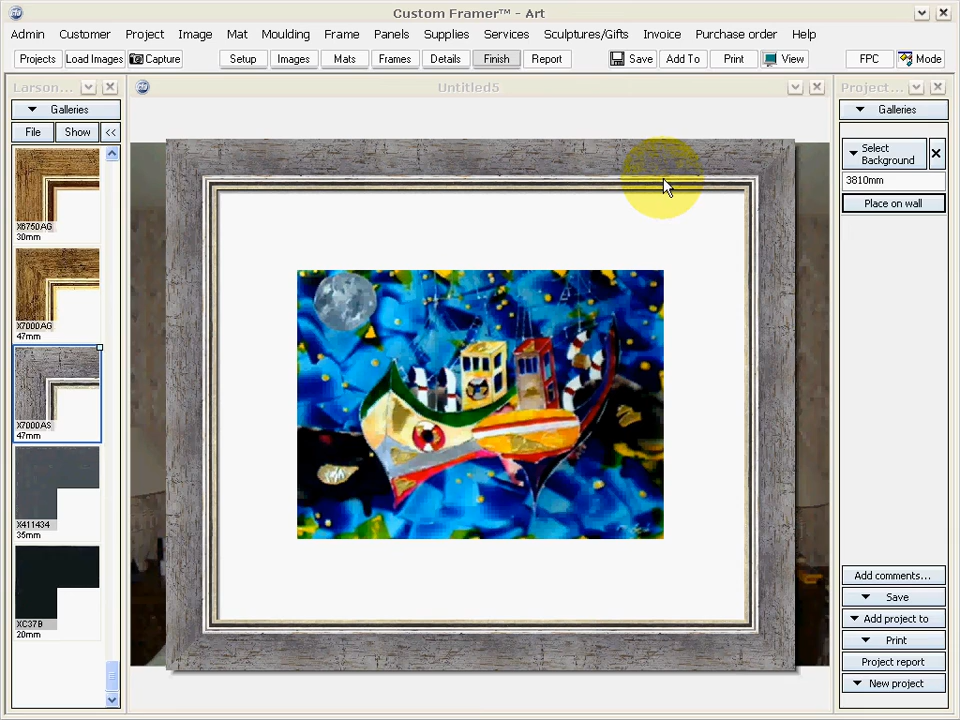 Custom Framer™ - Art
Admin Customer Project Image Mat Moulding Frame Panels Supplies Services Sculptures/Gifts Invoice Purchase order Help
Projects Load Images Capture Setup Images Mats Frames Details Finish Report Save Add To Print View FPC Mode
Larson...
Galleries
File Show <<
X6750AG
30mm
X7000AG
47mm
X7000AS
47mm
X411434
35mm
XC37B
20mm
Untitled5
Project...
Galleries
Select
Background
3810mm
Place on wall
Add comments...
Save
Add project to
Print
Project report
New project